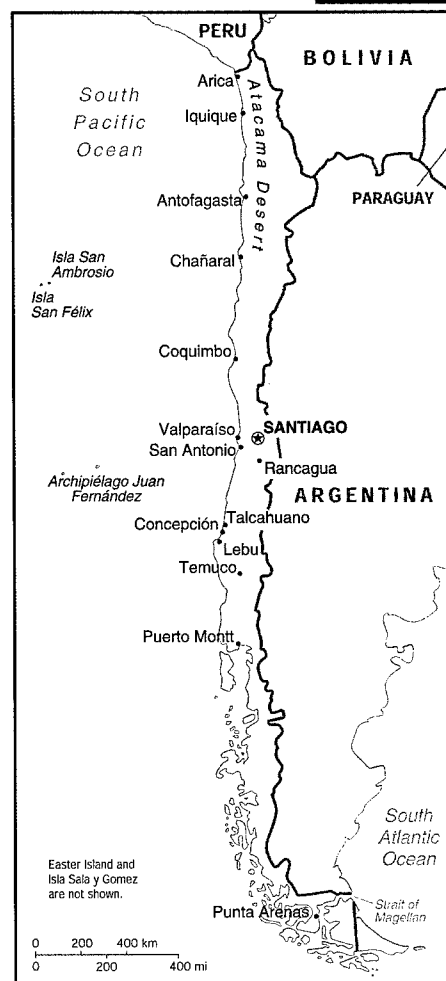 PERU
BOLIVIA
Arica
South
Pacific
Ocean
Iquique
Atacama Desert
PARAGUAY
Antofagasta
Isla San
Ambrosio
Chañaral
Isla
San Félix
Coquimbo
Valparaíso
SANTIAGO
San Antonio
Rancagua
Archipiélago Juan
Fernández
ARGENTINA
Talcahuano
Concepción
Lebu
Temuco
Puerto Montt
South
Atlantic
Ocean
Easter Island and
Isla Sala y Gomez
are not shown.
Strait of
Magellan
Punta Arenas
0 200 400 km
0 200 400 mi